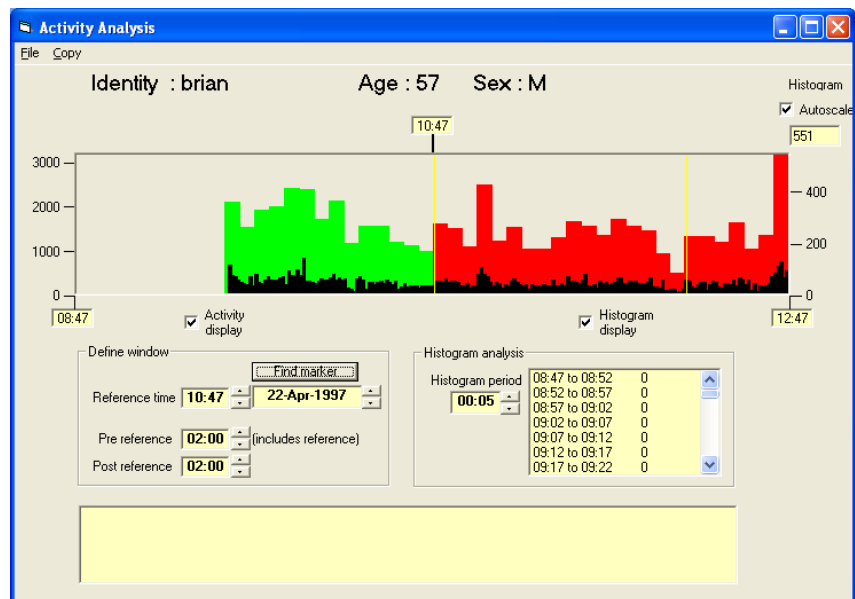 Activity Analysis
File Copy
Identity : brian Age : 57 Sex : M
Histogram
Autoscale
551
10:47
3000
2000
1000
0
400
200
0
08:47
12:47
Activity
display
Histogram
display
Define window
Find marker
Reference time 10:47 22-Apr-1997
Pre reference 02:00 (includes reference)
Post reference 02:00
Histogram analysis
Histogram period
00:05
08:47 to 08:52 0
08:52 to 08:57 0
08:57 to 09:02 0
09:02 to 09:07 0
09:07 to 09:12 0
09:12 to 09:17 0
09:17 to 09:22 0